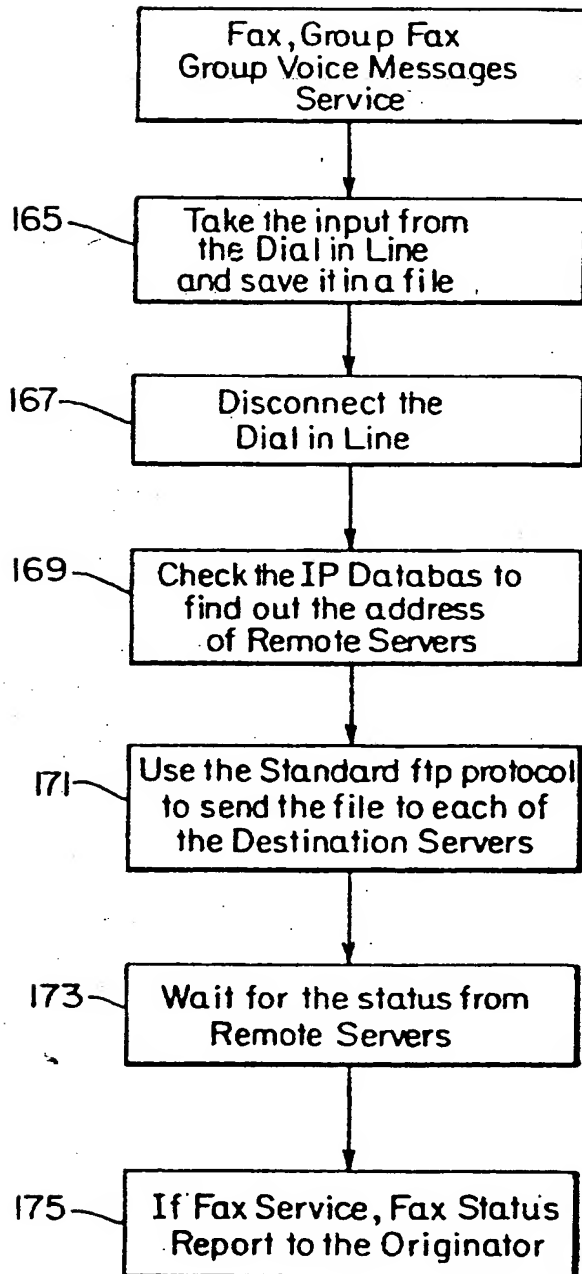 Fax, Group Fax
Group Voice Messages
Service
165
Take the input from
the Dial in Line
and save it in a file
167
Disconnect the
Dial in Line
169
Check the IP Databas to
find out the address
of Remote Servers
171
Use the Standard ftp protocol
to send the file to each of
the Destination Servers
173
Wait for the status from
Remote Servers
175
If Fax Service, Fax Status
Report to the Originator